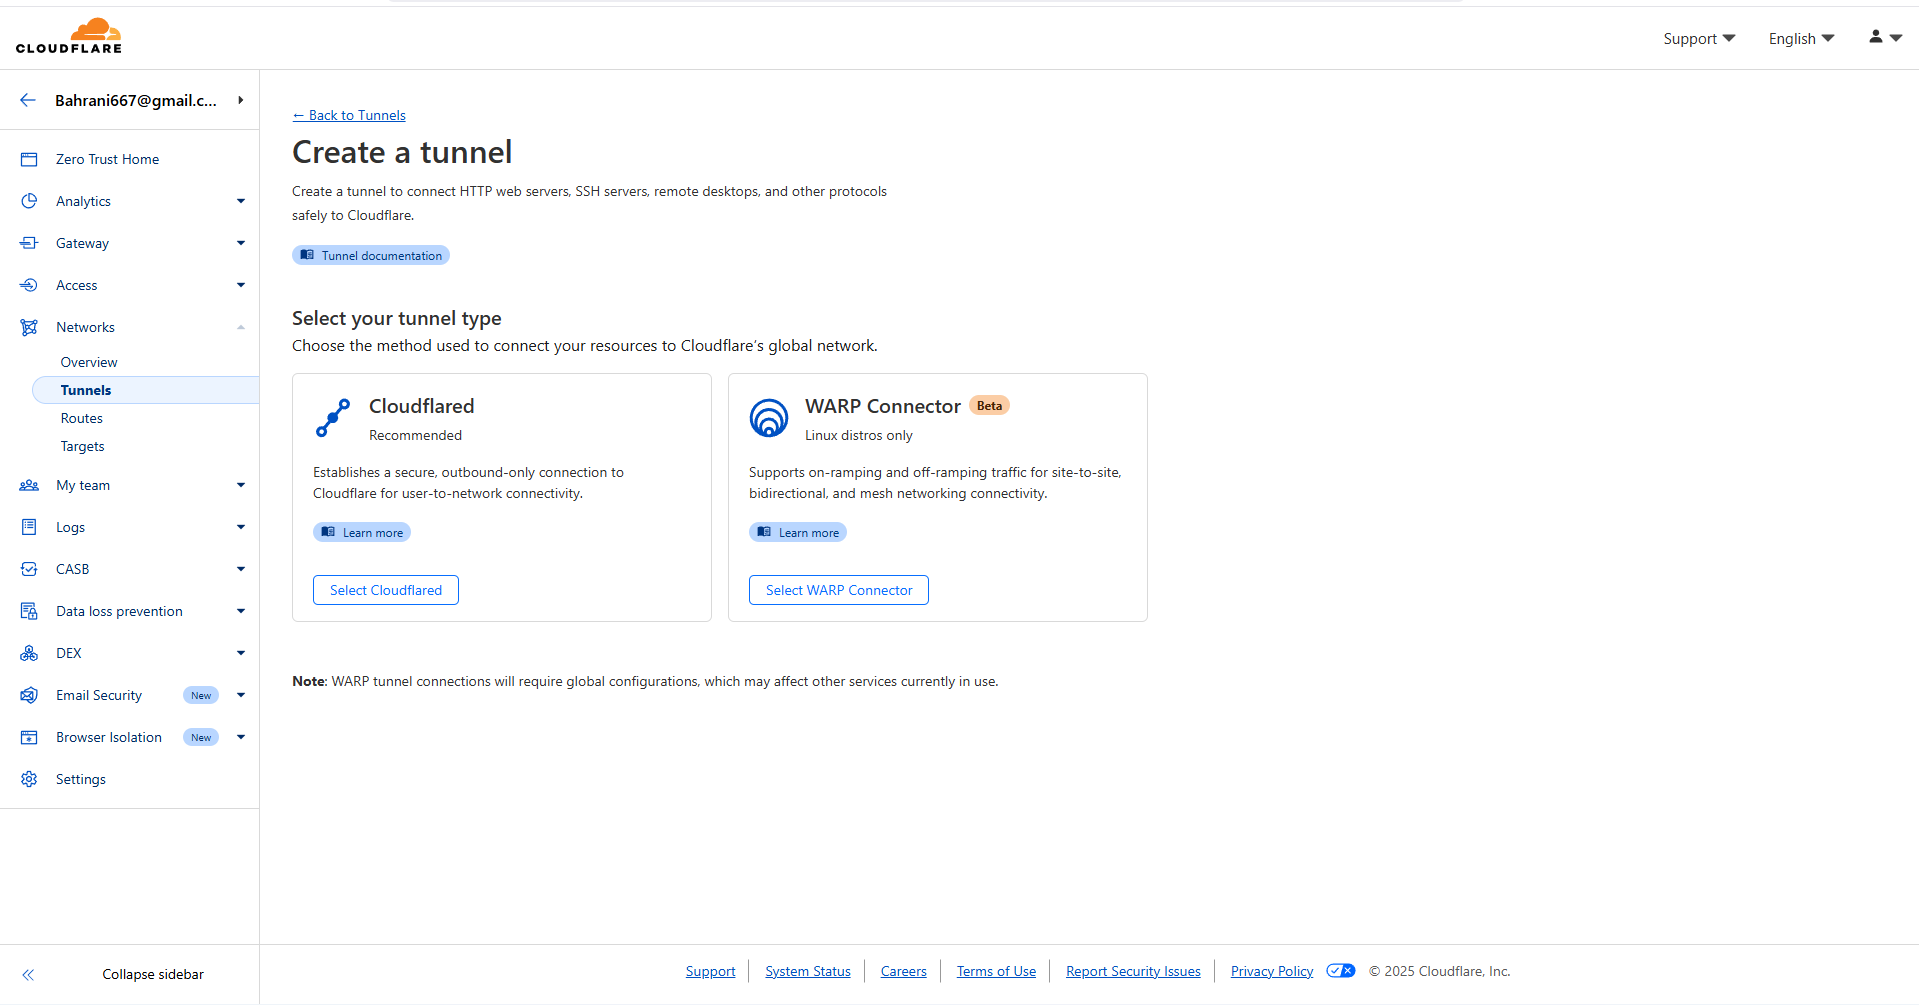 CLOUDFLARE
Support
English
Bahrani667@gmail.c...
Zero Trust Home
Analytics
Gateway
Access
Networks
Overview
Tunnels
Routes
Targets
My team
Logs
CASB
Data loss prevention
DEX
Email Security New
Browser Isolation New
Settings
Collapse sidebar
← Back to Tunnels
Create a tunnel
Create a tunnel to connect HTTP web servers, SSH servers, remote desktops, and other protocols
safely to Cloudflare.
Tunnel documentation
Select your tunnel type
Choose the method used to connect your resources to Cloudflare's global network.
Cloudflared
Recommended
Establishes a secure, outbound-only connection to
Cloudflare for user-to-network connectivity.
Learn more
Select Cloudflared
WARP Connector Beta
Linux distros only
Supports on-ramping and off-ramping traffic for site-to-site,
bidirectional, and mesh networking connectivity.
Learn more
Select WARP Connector
Note: WARP tunnel connections will require global configurations, which may affect other services currently in use.
Support System Status Careers Terms of Use Report Security Issues Privacy Policy © 2025 Cloudflare, Inc.